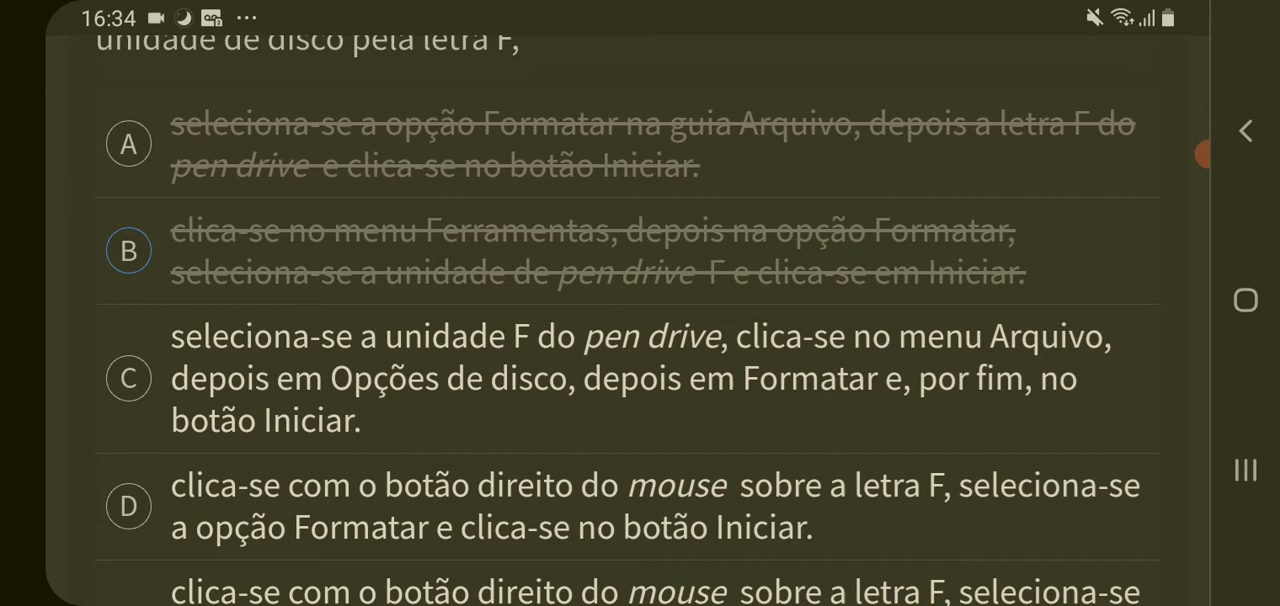 16:34
unidade de disco pela letra F,
A
seleciona-se a opção Formatar na guia Arquivo, depois a letra F do
pen drive e clica-se no botão Iniciar.
B
clica-se no menu Ferramentas, depois na opção Formatar,
seleciona-se a unidade de pen drive F e clica-se em Iniciar.
C
seleciona-se a unidade F do pen drive, clica-se no menu Arquivo,
depois em Opções de disco, depois em Formatar e, por fim, no
botão Iniciar.
D
clica-se com o botão direito do mouse sobre a letra F, seleciona-se
a opção Formatar e clica-se no botão Iniciar.
clica-se com o botão direito do mouse sobre a letra F, seleciona-se